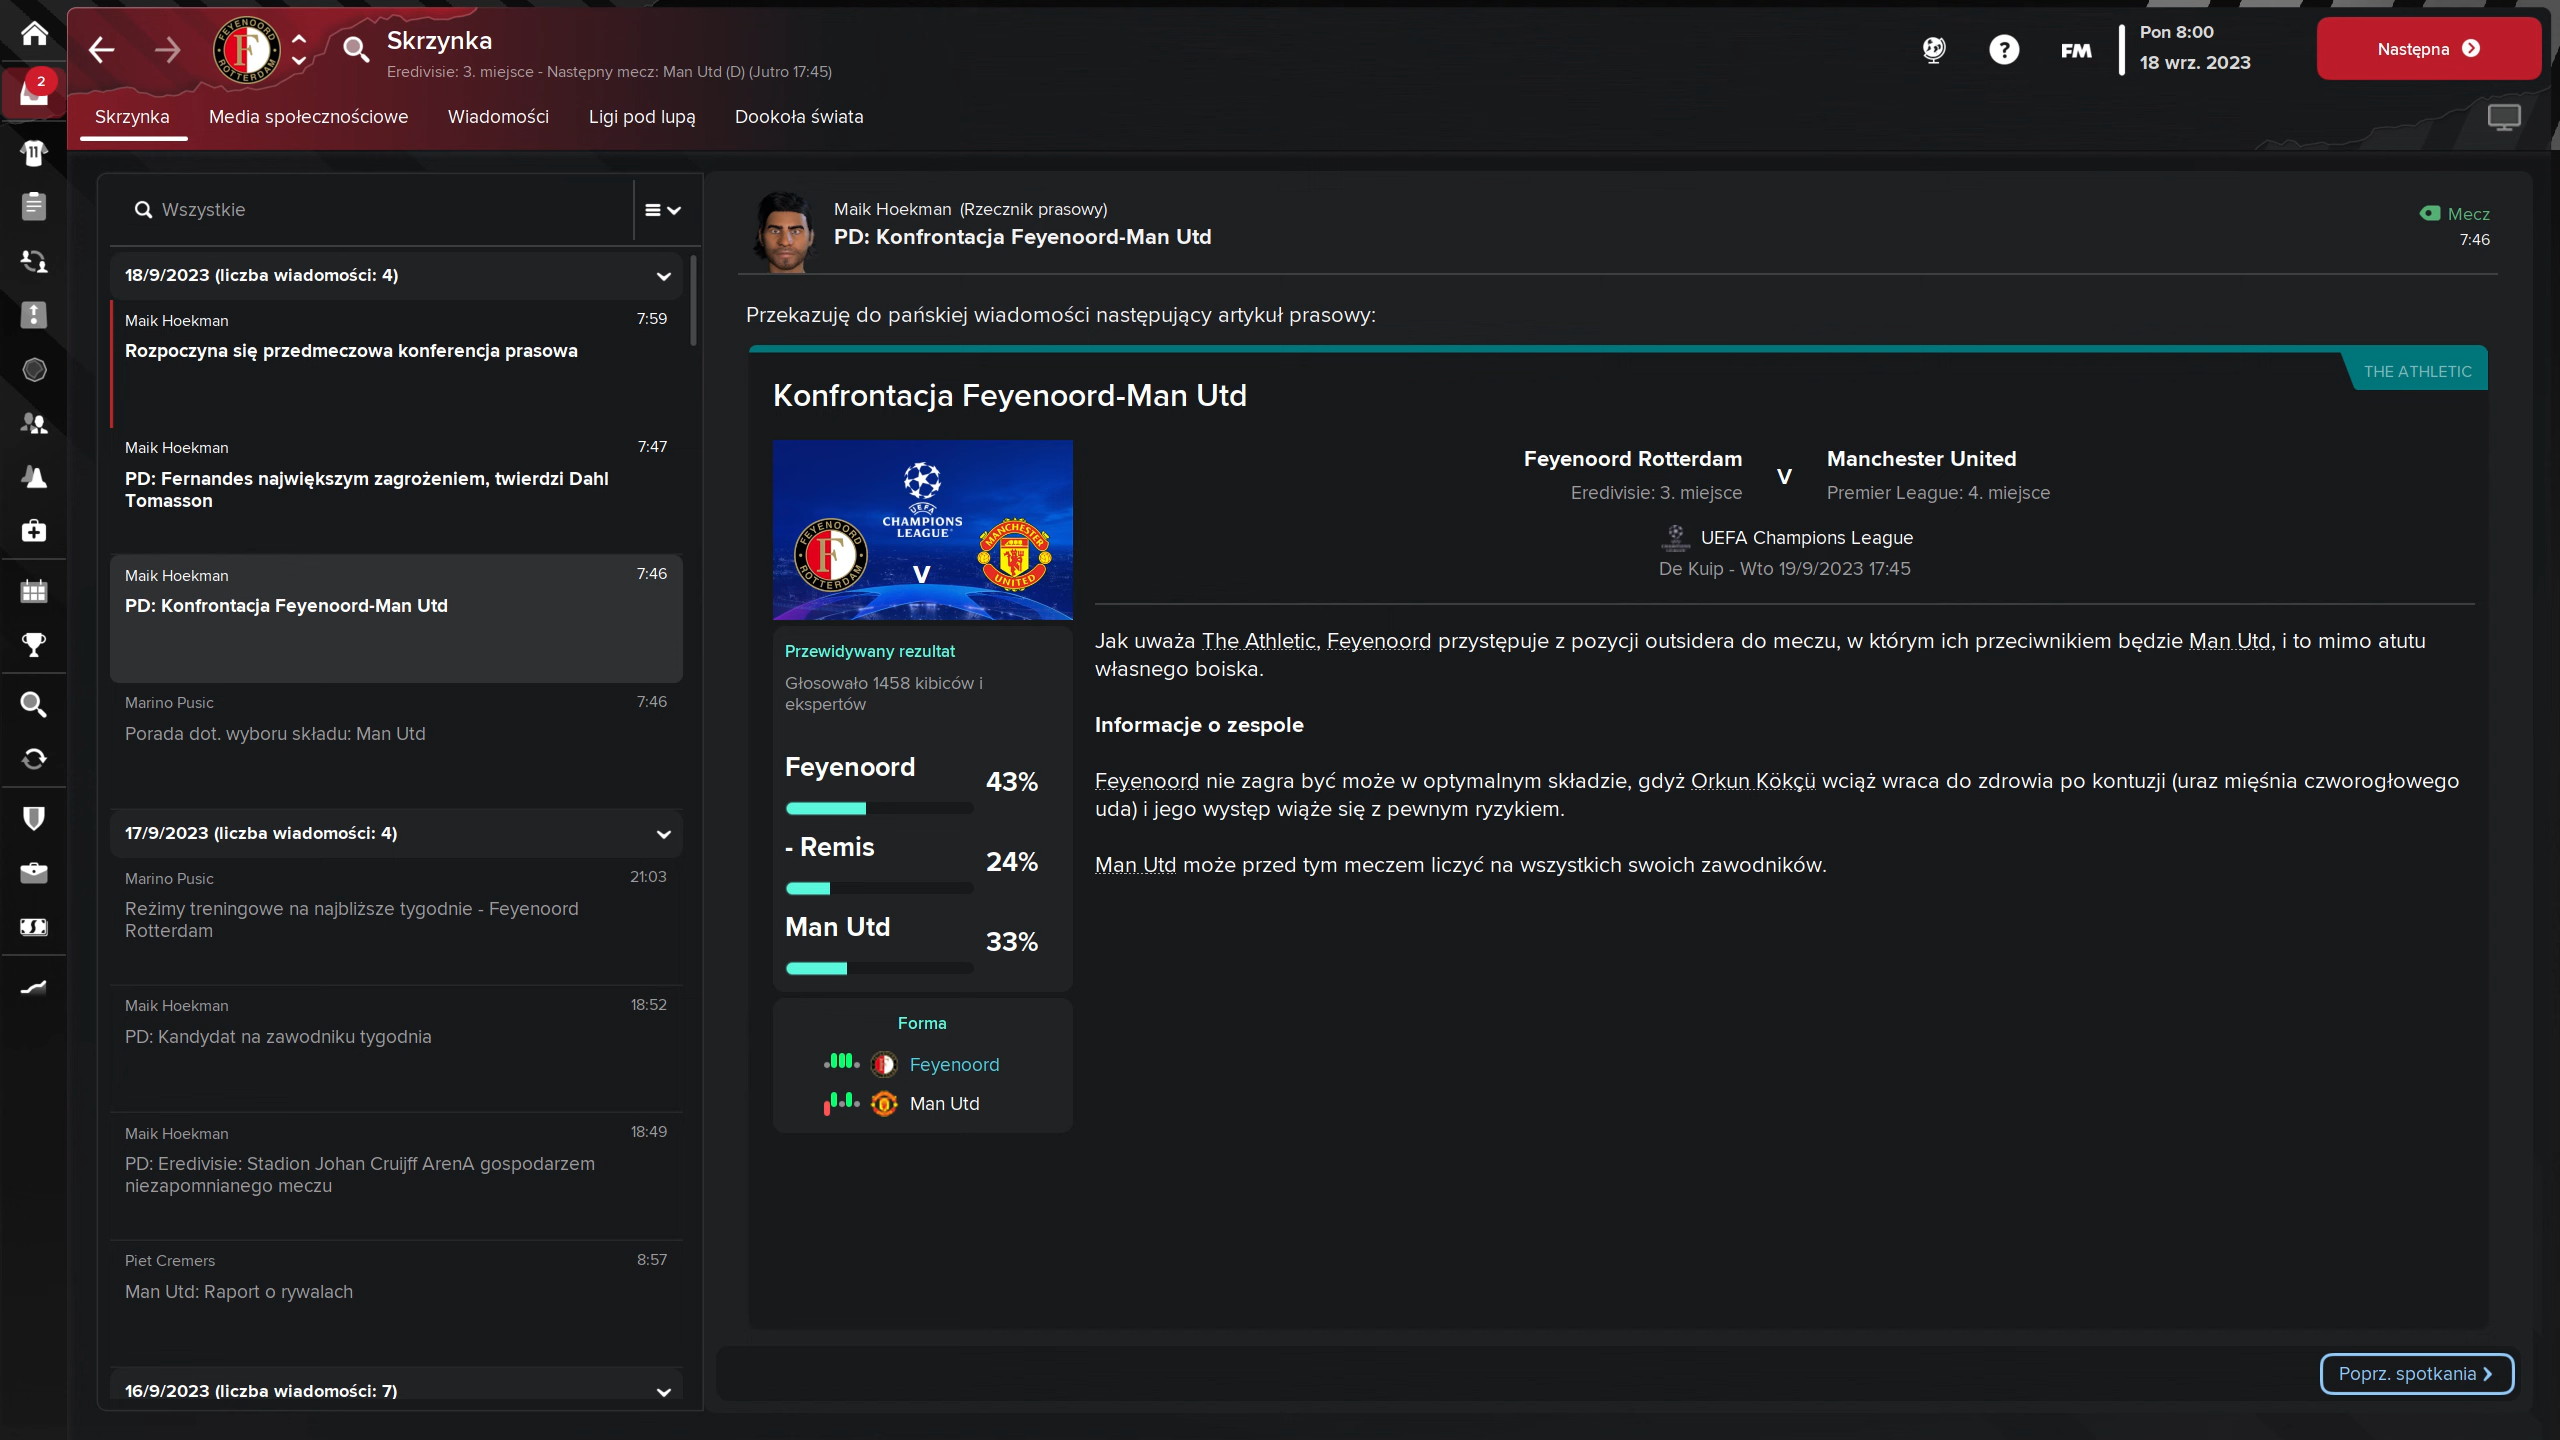 Skrzynka
Eredivisie: 3. miejsce - Następny mecz: Man Utd (D) (Jutro 17:45)
FM
Pon 8:00
18 wrz. 2023
Następna
2
Skrzynka
Media społecznościowe
Wiadomości
Ligi pod lupą
Dookoła świata
11
Wszystkie
18/9/2023 (liczba wiadomości: 4)
Maik Hoekman 7:59
Rozpoczyna się przedmeczowa konferencja prasowa
Maik Hoekman 7:47
PD: Fernandes największym zagrożeniem, twierdzi Dahl
Tomasson
Maik Hoekman 7:46
PD: Konfrontacja Feyenoord-Man Utd
Marino Pusic 7:46
Porada dot. wyboru składu: Man Utd
17/9/2023 (liczba wiadomości: 4)
Marino Pusic 21:03
Reżimy treningowe na najbliższe tygodnie - Feyenoord
Rotterdam
Maik Hoekman 18:52
PD: Kandydat na zawodniku tygodnia
Maik Hoekman 18:49
PD: Eredivisie: Stadion Johan Cruijff ArenA gospodarzem
niezapomnianego meczu
Piet Cremers 8:57
Man Utd: Raport o rywalach
16/9/2023 (liczba wiadomości: 7)
Maik Hoekman (Rzecznik prasowy)
PD: Konfrontacja Feyenoord-Man Utd
Mecz
7:46
Przekazuję do pańskiej wiadomości następujący artykuł prasowy:
THE ATHLETIC
Konfrontacja Feyenoord-Man Utd
UEFA
CHAMPIONS
LEAGUE
FEYENOORD
ROTTERDAM
V
MANCHESTER
UNITED
Przewidywany rezultat
Głosowało 1458 kibiców i
ekspertów
Feyenoord 43%
- Remis 24%
Man Utd 33%
Forma
Feyenoord
Man Utd
Feyenoord Rotterdam V Manchester United
Eredivisie: 3. miejsce Premier League: 4. miejsce
UEFA Champions League
De Kuip - Wto 19/9/2023 17:45
Jak uważa The Athletic, Feyenoord przystępuje z pozycji outsidera do meczu, w którym ich przeciwnikiem będzie Man Utd, i to mimo atutu
własnego boiska.
Informacje o zespole
Feyenoord nie zagra być może w optymalnym składzie, gdyż Orkun Kökçü wciąż wraca do zdrowia po kontuzji (uraz mięśnia czworogłowego
uda) i jego występ wiąże się z pewnym ryzykiem.
Man Utd może przed tym meczem liczyć na wszystkich swoich zawodników.
Poprz. spotkania